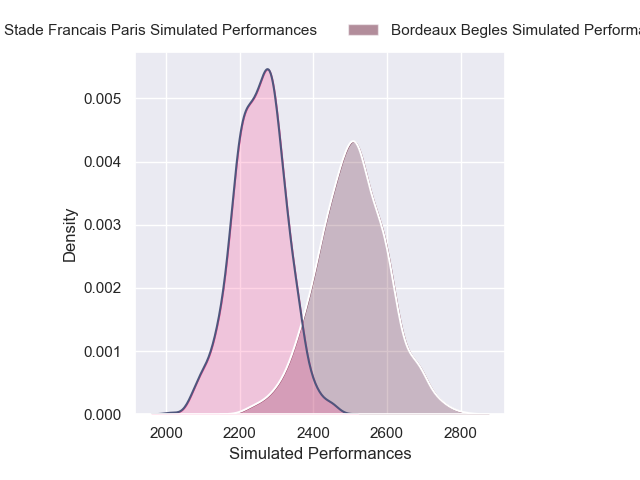 Stade Francais Paris Simulated Performances Bordeaux Begles Simulated
0.005
0.004
0.003
0.002
0.001
0.000
Density
2000 2200 2400 2600 2800
Simulated Performances